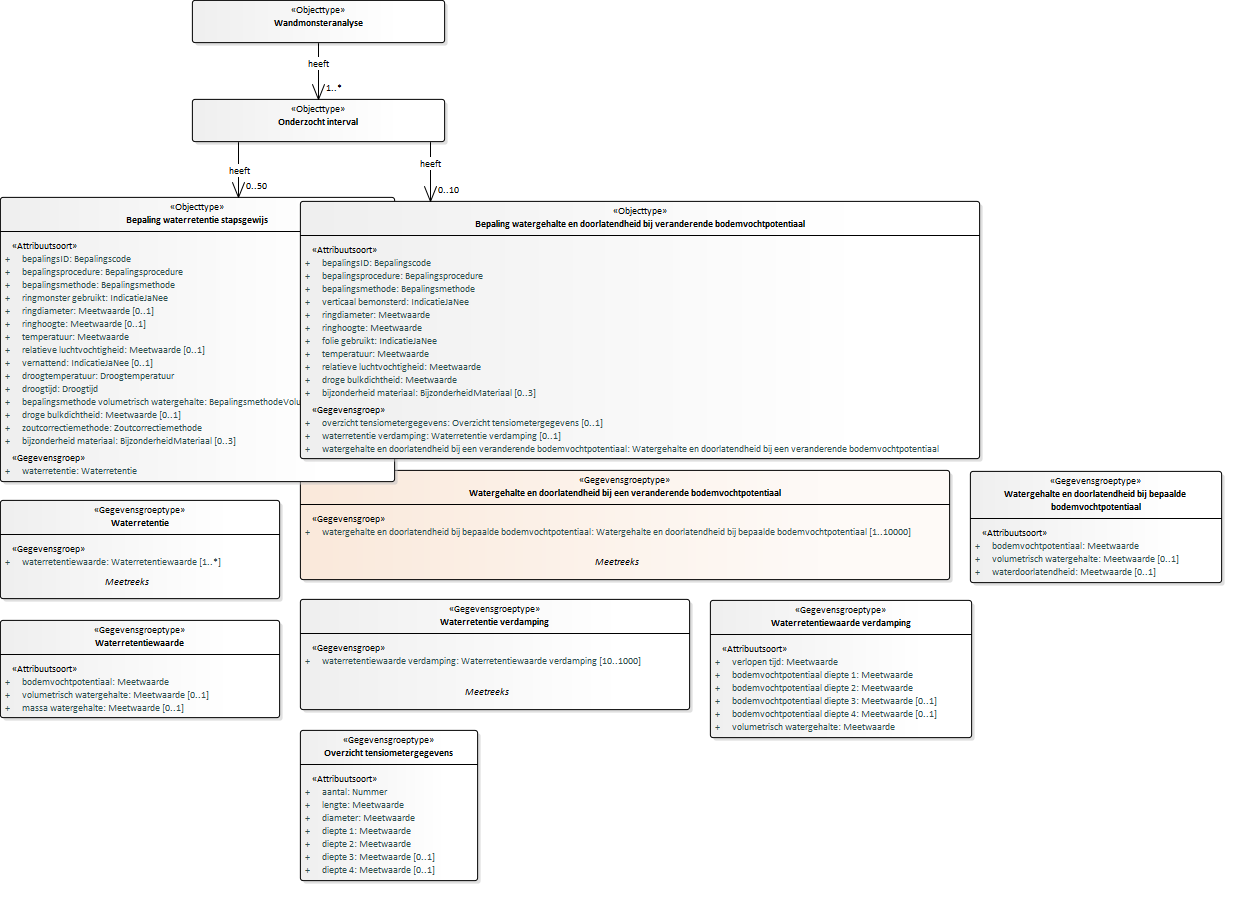 «Objecttype»
Wandmonsteranalyse
heeft
1..*
«Objecttype»
Onderzocht interval
heeft
0..50
heeft
0..10
«Objecttype»
Bepaling waterretentie stapsgewijs
«Attribuutsoort»
+ bepalingsID: Bepalingscode
+ bepalingsprocedure: Bepalingsprocedure
+ bepalingsmethode: Bepalingsmethode
+ ringmonster gebruikt: IndicatieJaNee
+ ringdiameter: Meetwaarde [0..1]
+ ringhoogte: Meetwaarde [0..1]
+ temperatuur: Meetwaarde
+ relatieve luchtvochtigheid: Meetwaarde [0..1]
+ vernattend: IndicatieJaNee [0..1]
+ droogtemperatuur: Droogtemperatuur
+ droogtijd: Droogtijd
+ bepalingsmethode volumetrisch watergehalte: BepalingsmethodeVolu
+ droge bulkdichtheid: Meetwaarde [0..1]
+ zoutcorrectiemethode: Zoutcorrectiemethode
+ bijzonderheid materiaal: BijzonderheidMateriaal [0..3]
«Gegevensgroep»
+ waterretentie: Waterretentie
«Objecttype»
Bepaling watergehalte en doorlatendheid bij veranderende bodemvochtpotentiaal
«Attribuutsoort»
+ bepalingsID: Bepalingscode
+ bepalingsprocedure: Bepalingsprocedure
+ bepalingsmethode: Bepalingsmethode
+ verticaal bemonsterd: IndicatieJaNee
+ ringdiameter: Meetwaarde
+ ringhoogte: Meetwaarde
+ folie gebruikt: IndicatieJaNee
+ temperatuur: Meetwaarde
+ relatieve luchtvochtigheid: Meetwaarde
+ droge bulkdichtheid: Meetwaarde
+ bijzonderheid materiaal: BijzonderheidMateriaal [0..3]
«Gegevensgroep»
+ overzicht tensiometergegevens: Overzicht tensiometergegevens [0..1]
+ waterretentie verdamping: Waterretentie verdamping [0..1]
+ watergehalte en doorlatendheid bij een veranderende bodemvochtpotentiaal: Watergehalte en doorlatendheid bij een veranderende bodemvochtpotentiaal
«Gegevensgroeptype»
Watergehalte en doorlatendheid bij een veranderende bodemvochtpotentiaal
«Gegevensgroep»
+ watergehalte en doorlatendheid bij bepaalde bodemvochtpotentiaal: Watergehalte en doorlatendheid bij bepaalde bodemvochtpotentiaal [1..10000]
Meetreeks
«Gegevensgroeptype»
Watergehalte en doorlatendheid bij bepaalde
bodemvochtpotentiaal
«Attribuutsoort»
+ bodemvochtpotentiaal: Meetwaarde
+ volumetrisch watergehalte: Meetwaarde [0..1]
+ waterdoorlatendheid: Meetwaarde [0..1]
«Gegevensgroeptype»
Waterretentie
«Gegevensgroep»
+ waterretentiewaarde: Waterretentiewaarde [1..*]
Meetreeks
«Gegevensgroeptype»
Waterretentiewaarde
«Attribuutsoort»
+ bodemvochtpotentiaal: Meetwaarde
+ volumetrisch watergehalte: Meetwaarde [0..1]
+ massa watergehalte: Meetwaarde [0..1]
«Gegevensgroeptype»
Waterretentie verdamping
«Gegevensgroep»
+ waterretentiewaarde verdamping: Waterretentiewaarde verdamping [10..1000]
Meetreeks
«Gegevensgroeptype»
Waterretentiewaarde verdamping
«Attribuutsoort»
+ verlopen tijd: Meetwaarde
+ bodemvochtpotentiaal diepte 1: Meetwaarde
+ bodemvochtpotentiaal diepte 2: Meetwaarde
+ bodemvochtpotentiaal diepte 3: Meetwaarde [0..1]
+ bodemvochtpotentiaal diepte 4: Meetwaarde [0..1]
+ volumetrisch watergehalte: Meetwaarde
«Gegevensgroeptype»
Overzicht tensiometergegevens
«Attribuutsoort»
+ aantal: Nummer
+ lengte: Meetwaarde
+ diameter: Meetwaarde
+ diepte 1: Meetwaarde
+ diepte 2: Meetwaarde
+ diepte 3: Meetwaarde [0..1]
+ diepte 4: Meetwaarde [0..1]